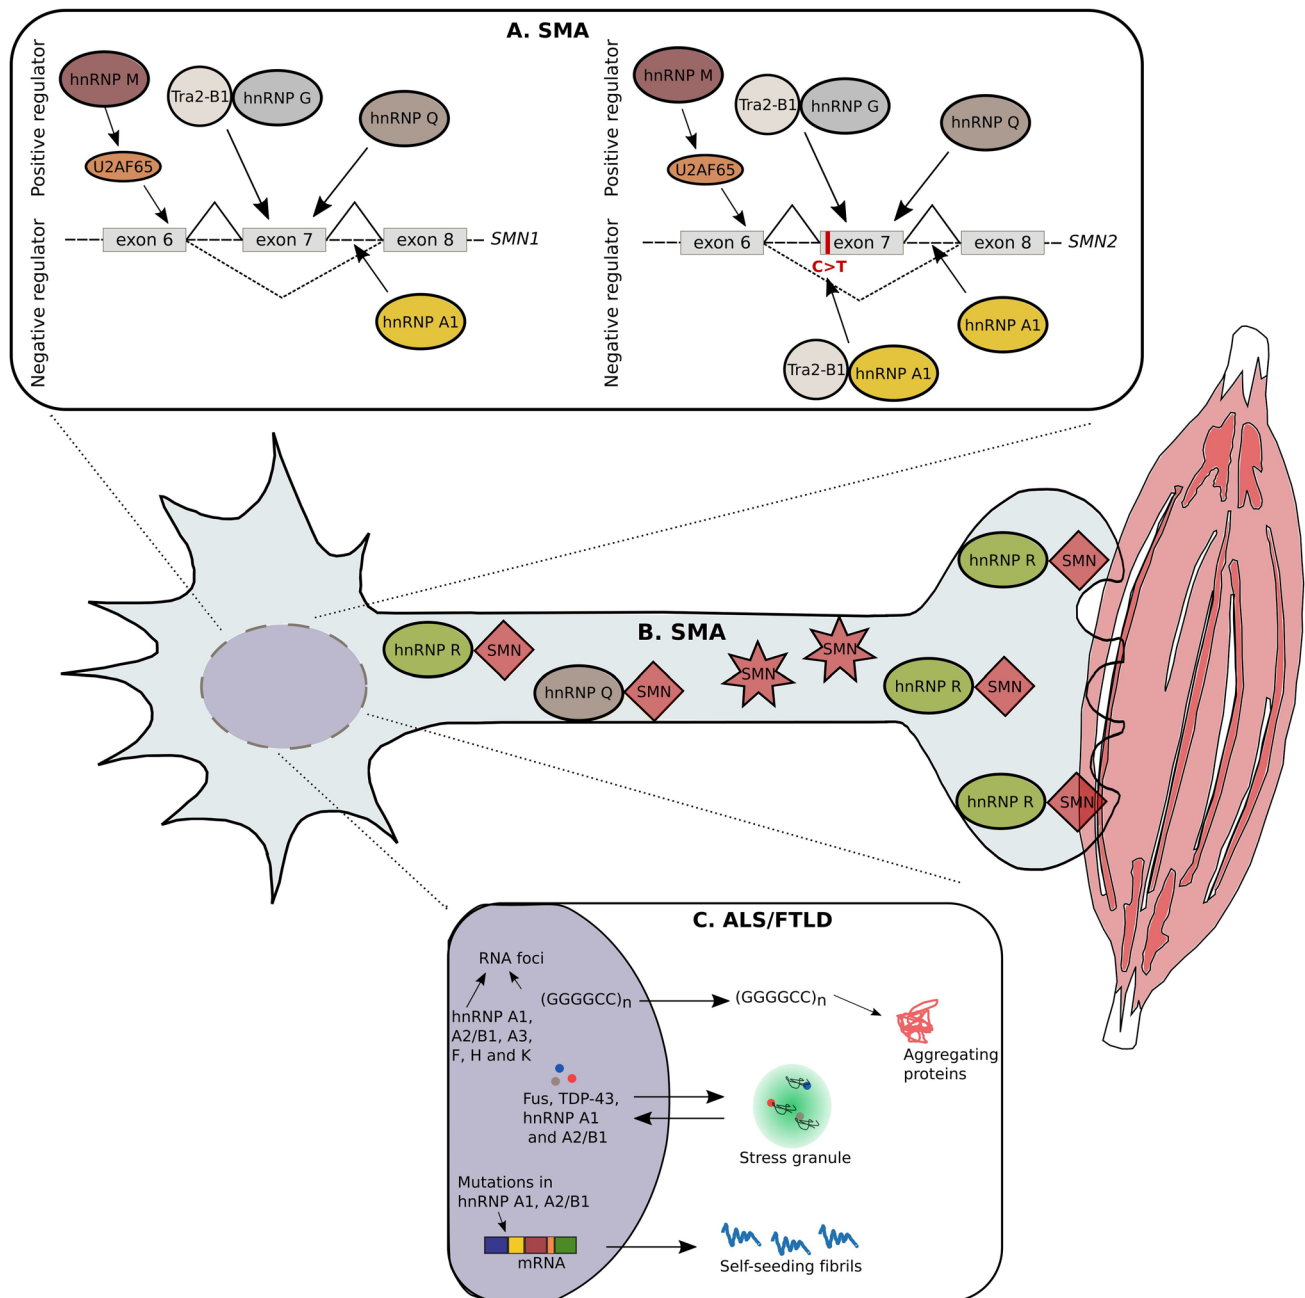 A. SMA
Positive regulator
Negative regulator
hnRNP M
Tra2-B1
hnRNP G
hnRNP Q
U2AF65
exon 6
exon 7
exon 8
SMN1
hnRNP A1
Positive regulator
Negative regulator
hnRNP M
Tra2-B1
hnRNP G
hnRNP Q
U2AF65
exon 6
exon 7
exon 8
SMN2
C>T
hnRNP A1
Tra2-B1
hnRNP A1
B. SMA
hnRNP R
SMN
hnRNP Q
SMN
SMN
SMN
hnRNP R
SMN
hnRNP R
SMN
hnRNP R
SMN
C. ALS/FTLD
RNA foci
(GGGGCC)n
(GGGGCC)n
hnRNP A1,
A2/B1, A3,
F, H and K
Aggregating
proteins
Fus, TDP-43,
hnRNP A1
and A2/B1
Stress granule
Mutations in
hnRNP A1, A2/B1
mRNA
Self-seeding fibrils